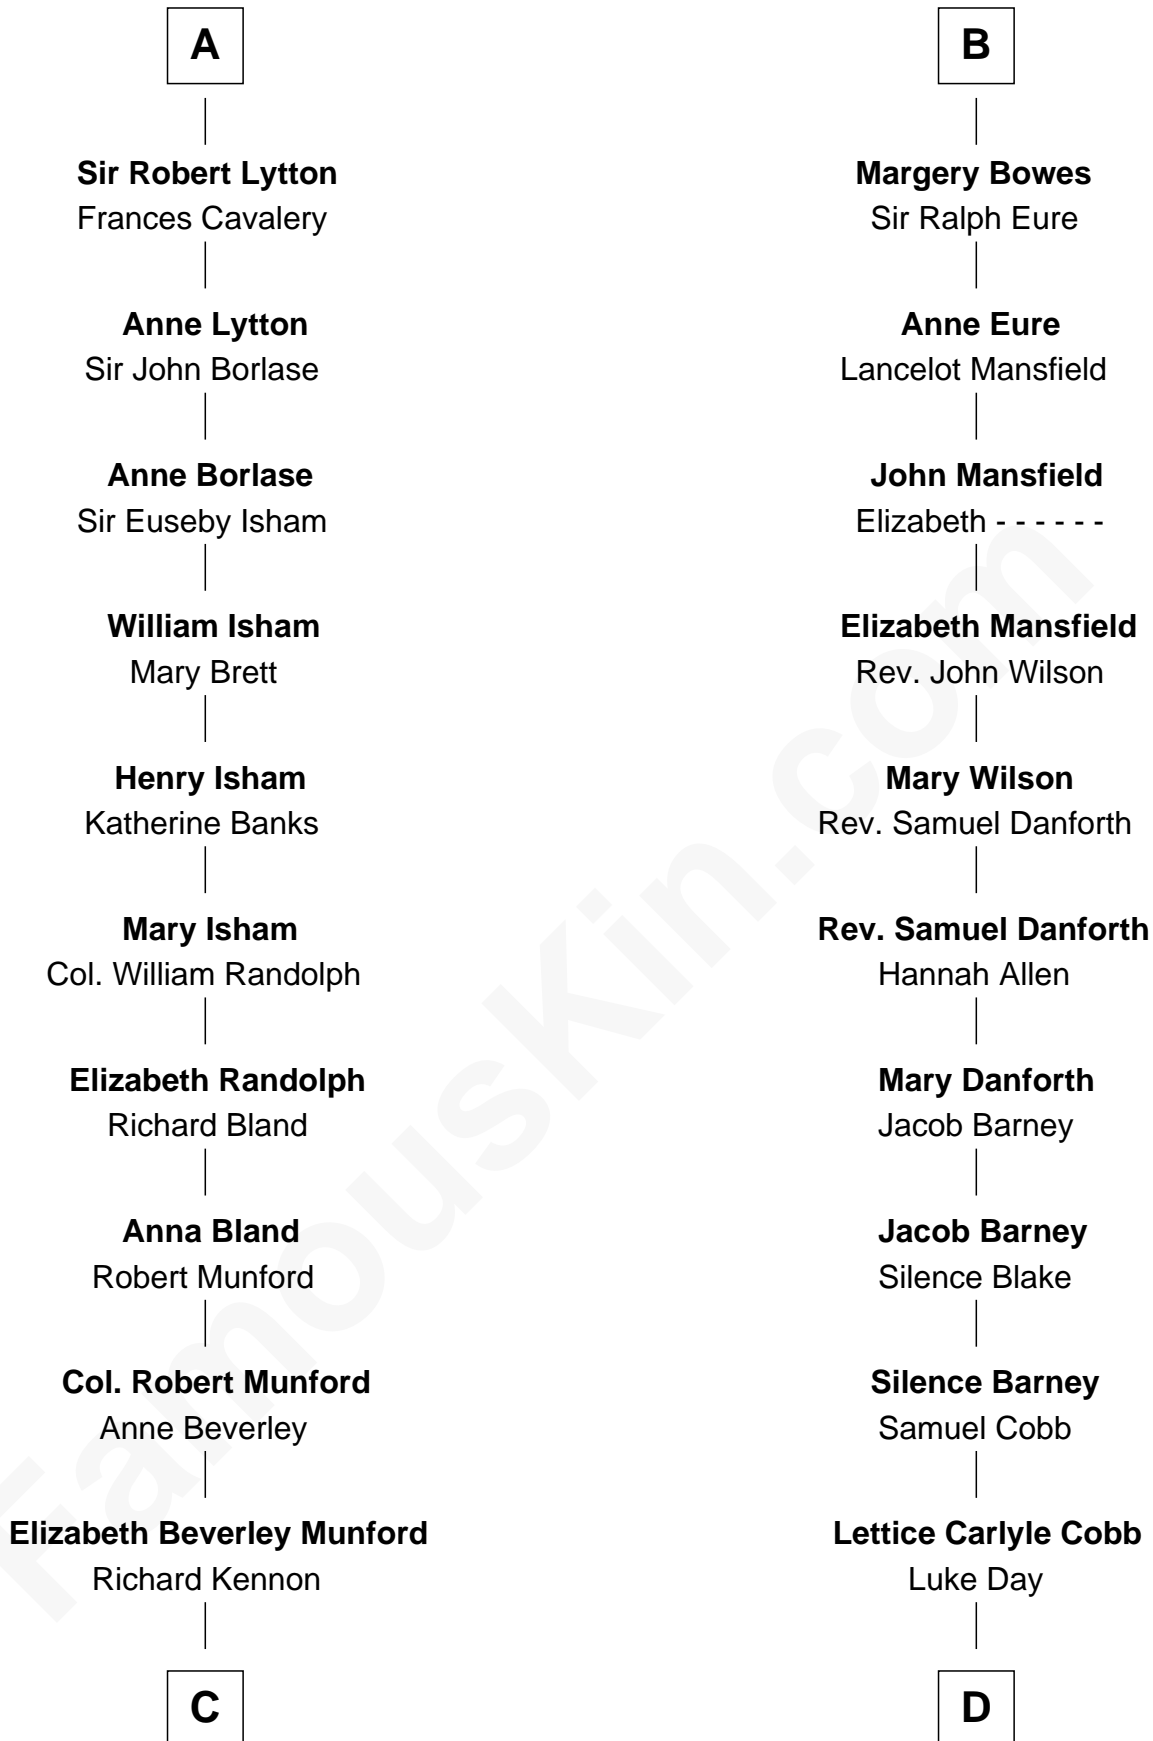 A
Sir Robert Lytton
Frances Cavalery
Anne Lytton
Sir John Borlase
Anne Borlase
Sir Euseby Isham
William Isham
Mary Brett
Henry Isham
Katherine Banks
Mary Isham
Col. William Randolph
Elizabeth Randolph
Richard Bland
Anna Bland
Robert Munford
Col. Robert Munford
Anne Beverley
Elizabeth Beverley Munford
Richard Kennon
C
B
Margery Bowes
Sir Ralph Eure
Anne Eure
Lancelot Mansfield
John Mansfield
Elizabeth - - - - - -
Elizabeth Mansfield
Rev. John Wilson
Mary Wilson
Rev. Samuel Danforth
Rev. Samuel Danforth
Hannah Allen
Mary Danforth
Jacob Barney
Jacob Barney
Silence Blake
Silence Barney
Samuel Cobb
Lettice Carlyle Cobb
Luke Day
D
FamousKin.com